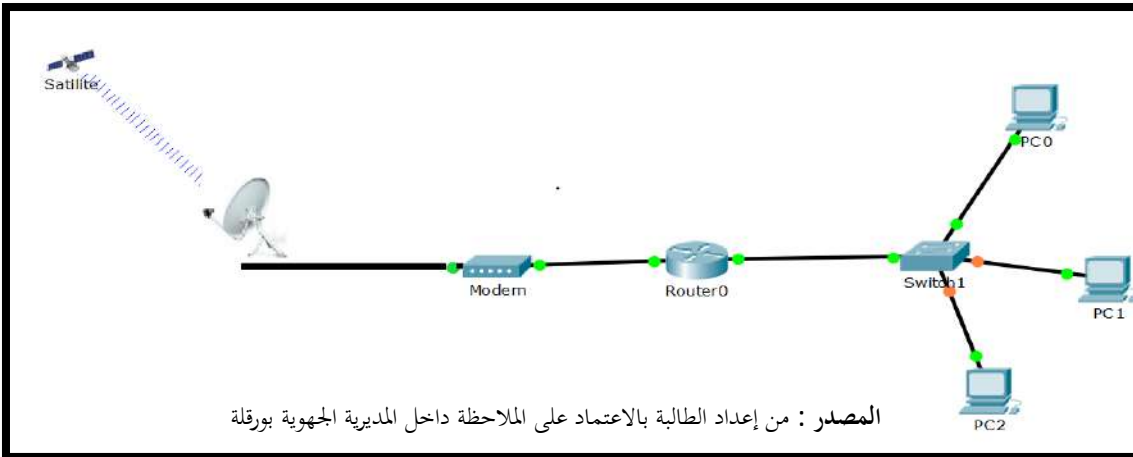 Satilite
PC0
Modem
Router0
Switch1
PC1
PC2
المصدر : من إعداد الطالبة بالاعتماد على الملاحظة داخل المديرية الجهوية بورقلة